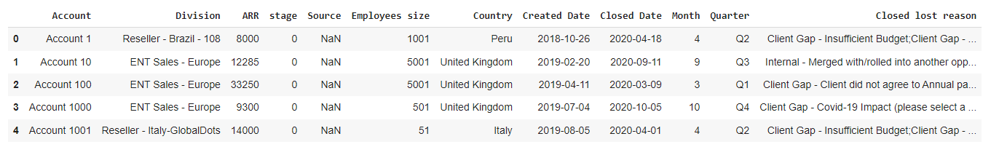 Account Division ARR stage Source Employees size Country Created Date Closed Date Month Quarter Closed lost reason
0 Account 1 Reseller - Brazil - 108 8000 0 NaN 1001 Peru 2018-10-26 2020-04-18 4 Q2 Client Gap - Insufficient Budget;Client Gap - ...
1 Account 10 ENT Sales - Europe 12285 0 NaN 5001 United Kingdom 2019-02-20 2020-09-11 9 Q3 Internal - Merged with/rolled into another opp...
2 Account 100 ENT Sales - Europe 33250 0 NaN 5001 United Kingdom 2019-04-11 2020-03-09 3 Q1 Client Gap - Client did not agree to Annual pa...
3 Account 1000 ENT Sales - Europe 9300 0 NaN 501 United Kingdom 2019-07-04 2020-10-05 10 Q4 Client Gap - Covid-19 Impact (please select a ...
4 Account 1001 Reseller - Italy-GlobalDots 14000 0 NaN 51 Italy 2019-08-05 2020-04-01 4 Q2 Client Gap - Insufficient Budget;Client Gap - ...